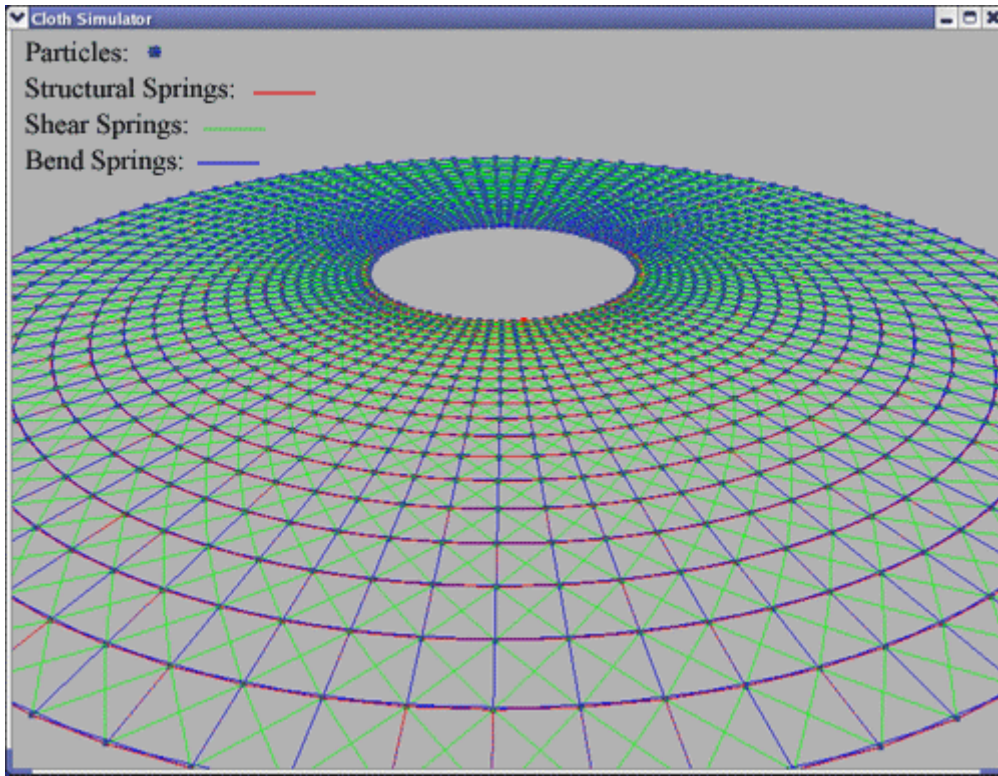 Cloth Simulator
Particles:
Structural Springs:
Shear Springs:
Bend Springs: